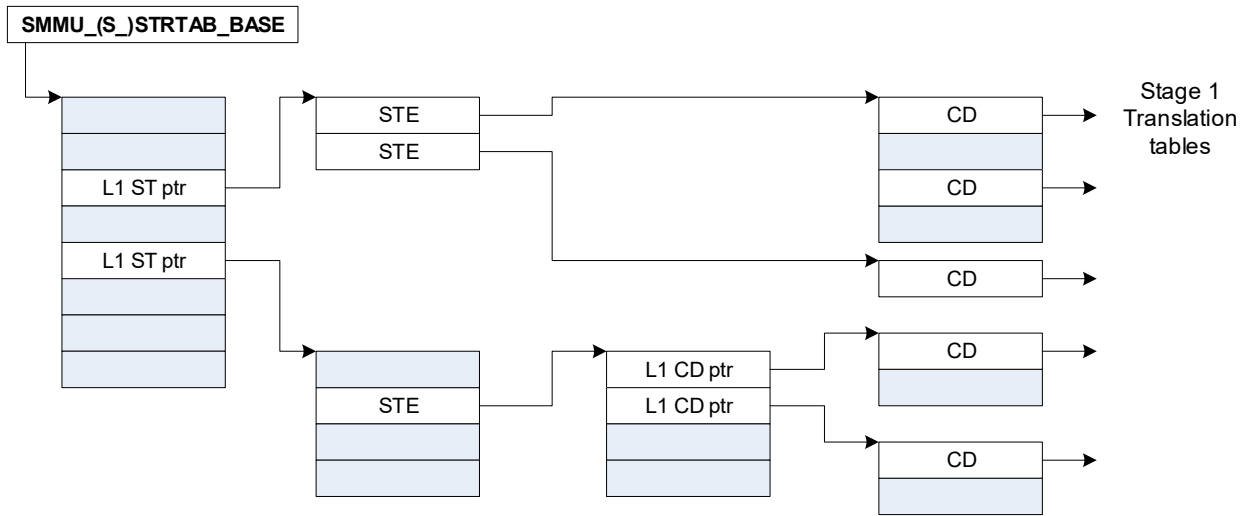 SMMU_(S_)STRTAB_BASE
STE
CD
Stage 1
Translation
tables
STE
L1 ST ptr
CD
L1 ST ptr
CD
L1 CD ptr
CD
STE
L1 CD ptr
CD